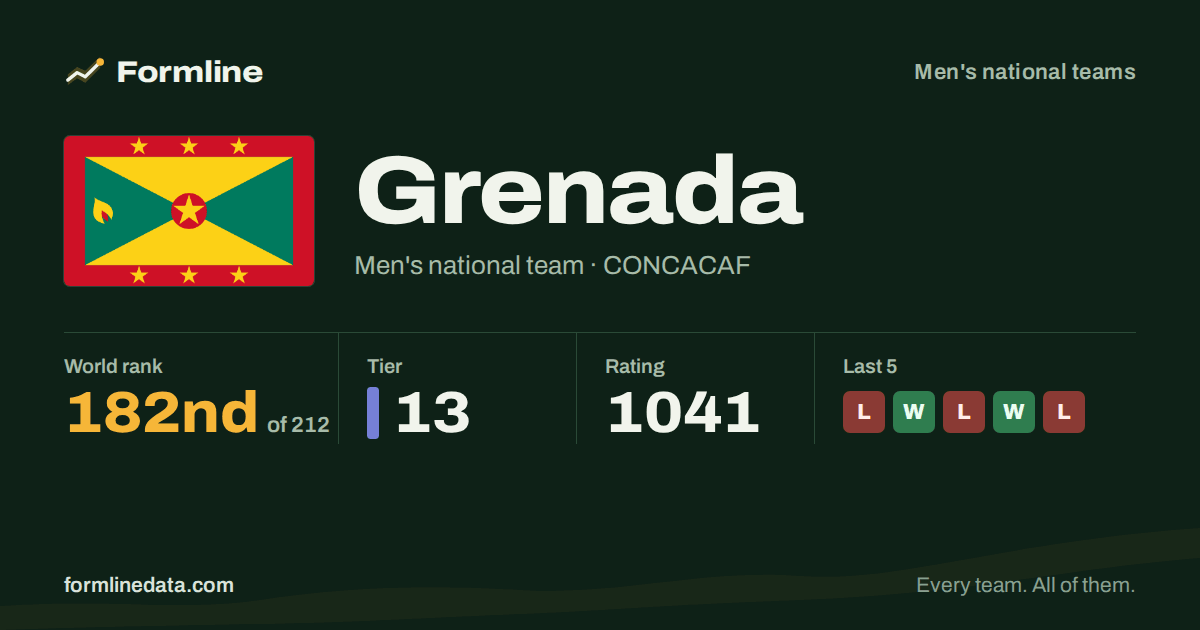 Formline
Men's national teams
Grenada
Men's national team · CONCACAF
World rank
182nd of 212
Tier
13
Rating
1041
Last 5
L W L W L
formlinedata.com
Every team. All of them.